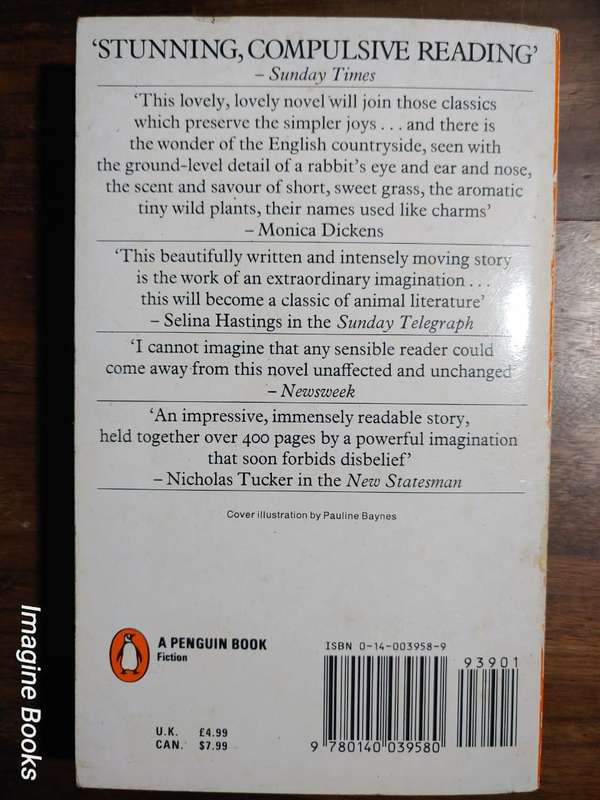 ‘STUNNING, COMPULSIVE READING’
– Sunday Times
‘This lovely, lovely novel will join those classics
which preserve the simpler joys . . . and there is
the wonder of the English countryside, seen with
the ground-level detail of a rabbit’s eye and ear and nose,
the scent and savour of short, sweet grass, the aromatic
tiny wild plants, their names used like charms’
– Monica Dickens
‘This beautifully written and intensely moving story
is the work of an extraordinary imagination . . .
this will become a classic of animal literature’
– Selina Hastings in the Sunday Telegraph
‘I cannot imagine that any sensible reader could
come away from this novel unaffected and unchanged’
– Newsweek
‘An impressive, immensely readable story,
held together over 400 pages by a powerful imagination
that soon forbids disbelief’
– Nicholas Tucker in the New Statesman
Cover illustration by Pauline Baynes
A PENGUIN BOOK
Fiction
ISBN 0-14-003958-9
93901
U.K. £4.99
CAN. $7.99
9 780140 039580
Imagine Books